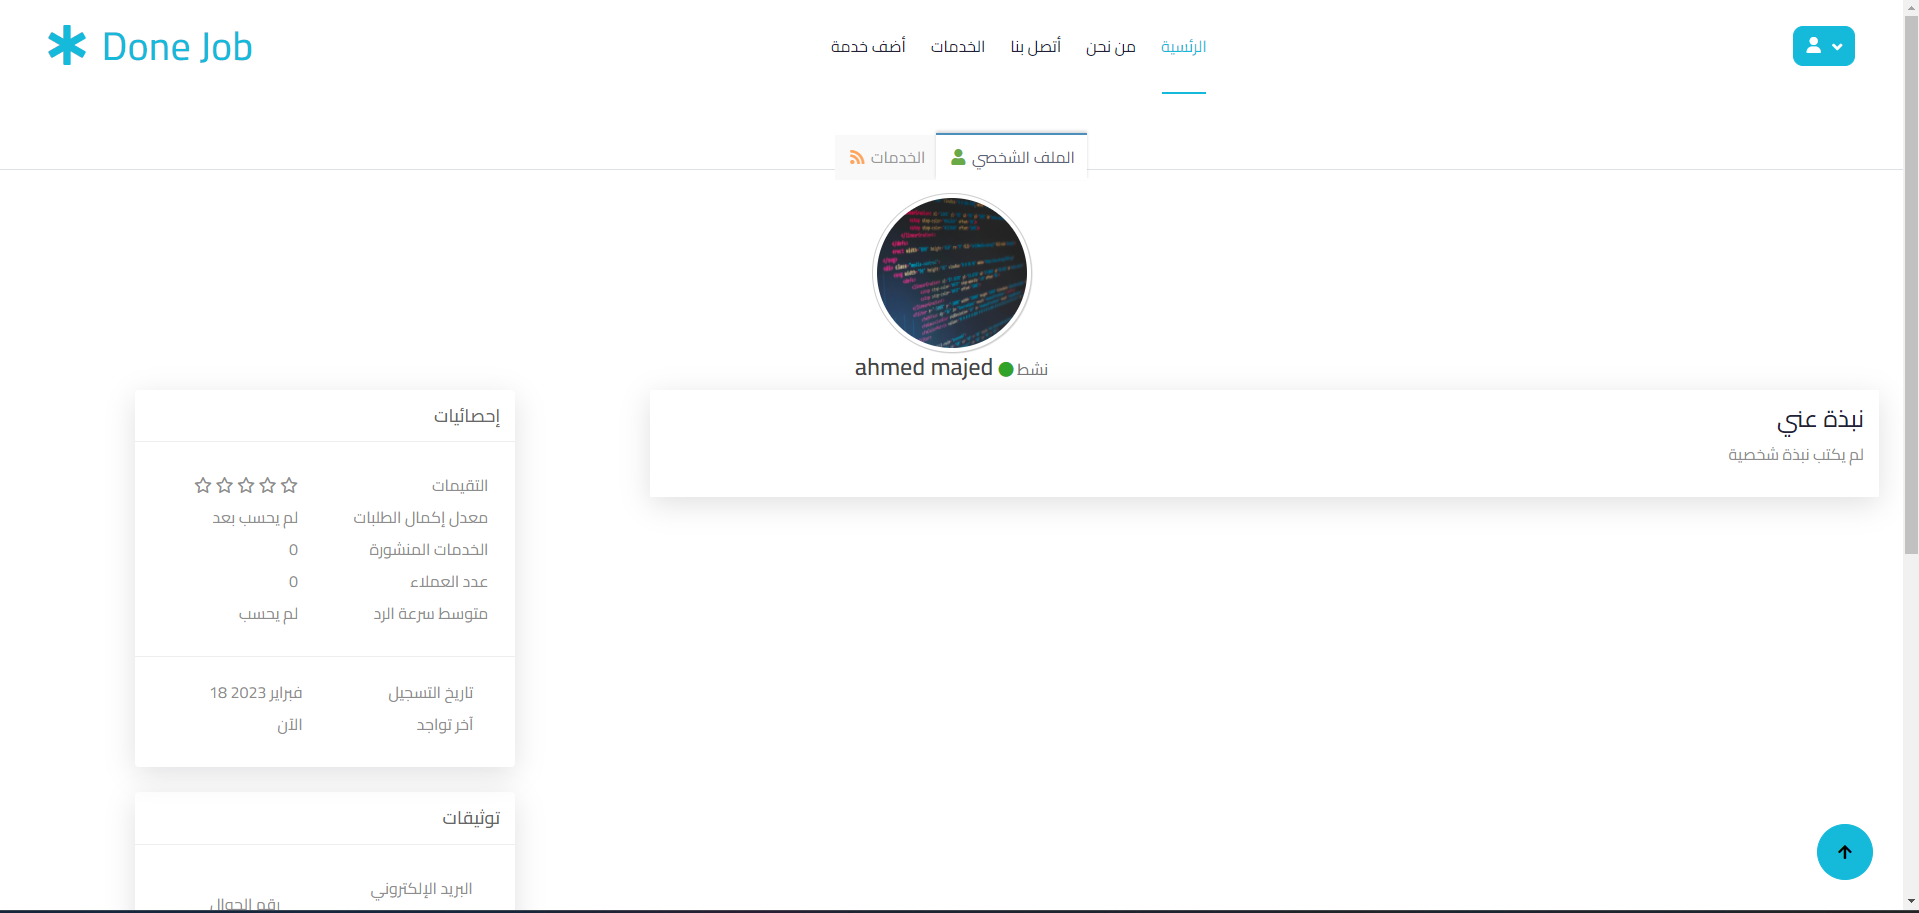 Done Job
الرئسية
من نحن
أتصل بنا
الخدمات
أضف خدمة
الملف الشخصي
الخدمات
ahmed majed
نشط
نبذة عني
لم يكتب نبذة شخصية
إحصائيات
التقيمات
معدل إكمال الطلبات لم يحسب بعد
الخدمات المنشورة 0
عدد العملاء 0
متوسط سرعة الرد لم يحسب
تاريخ التسجيل 18 فبراير 2023
آخر تواجد الآن
توثيقات
البريد الإلكتروني
رقم الجوال